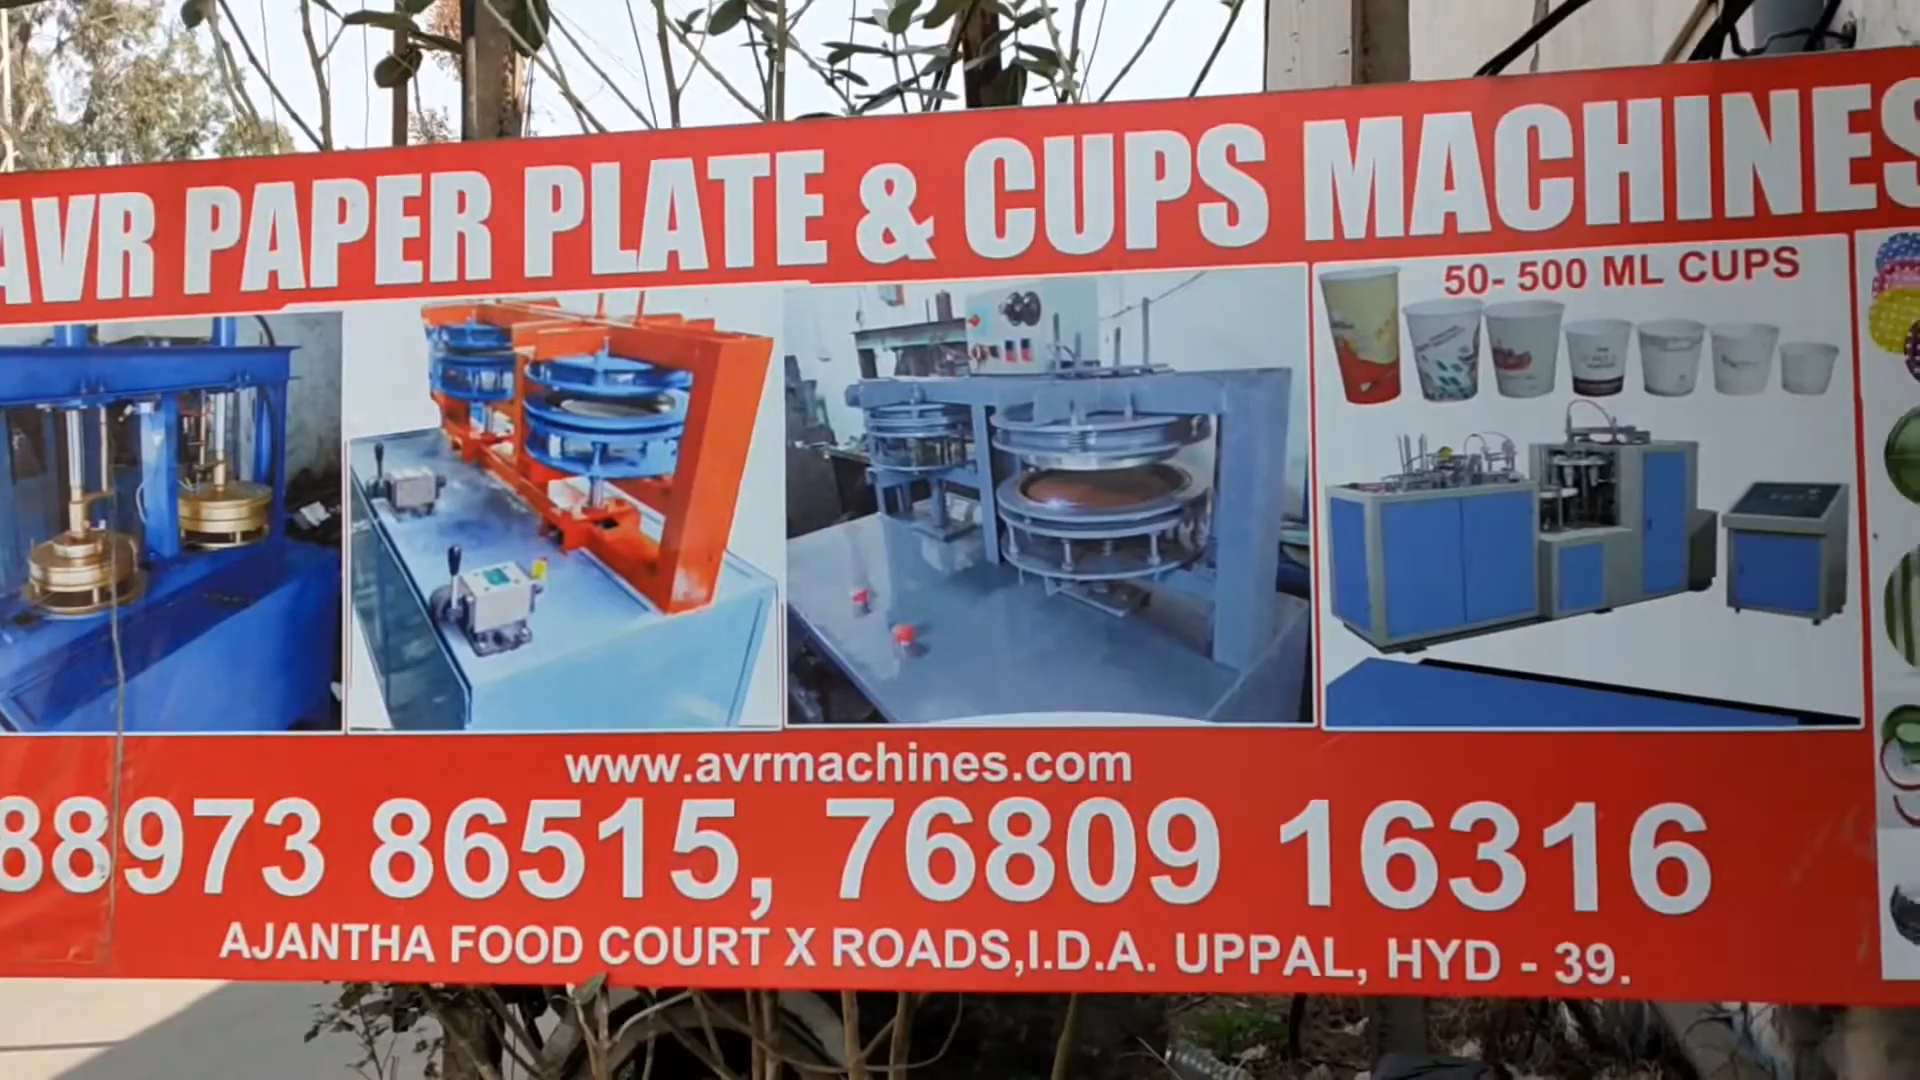 AVR PAPER PLATE & CUPS MACHINES
50- 500 ML CUPS
www.avrmachines.com
88973 86515, 76809 16316
AJANTHA FOOD COURT X ROADS,I.D.A. UPPAL, HYD - 39.